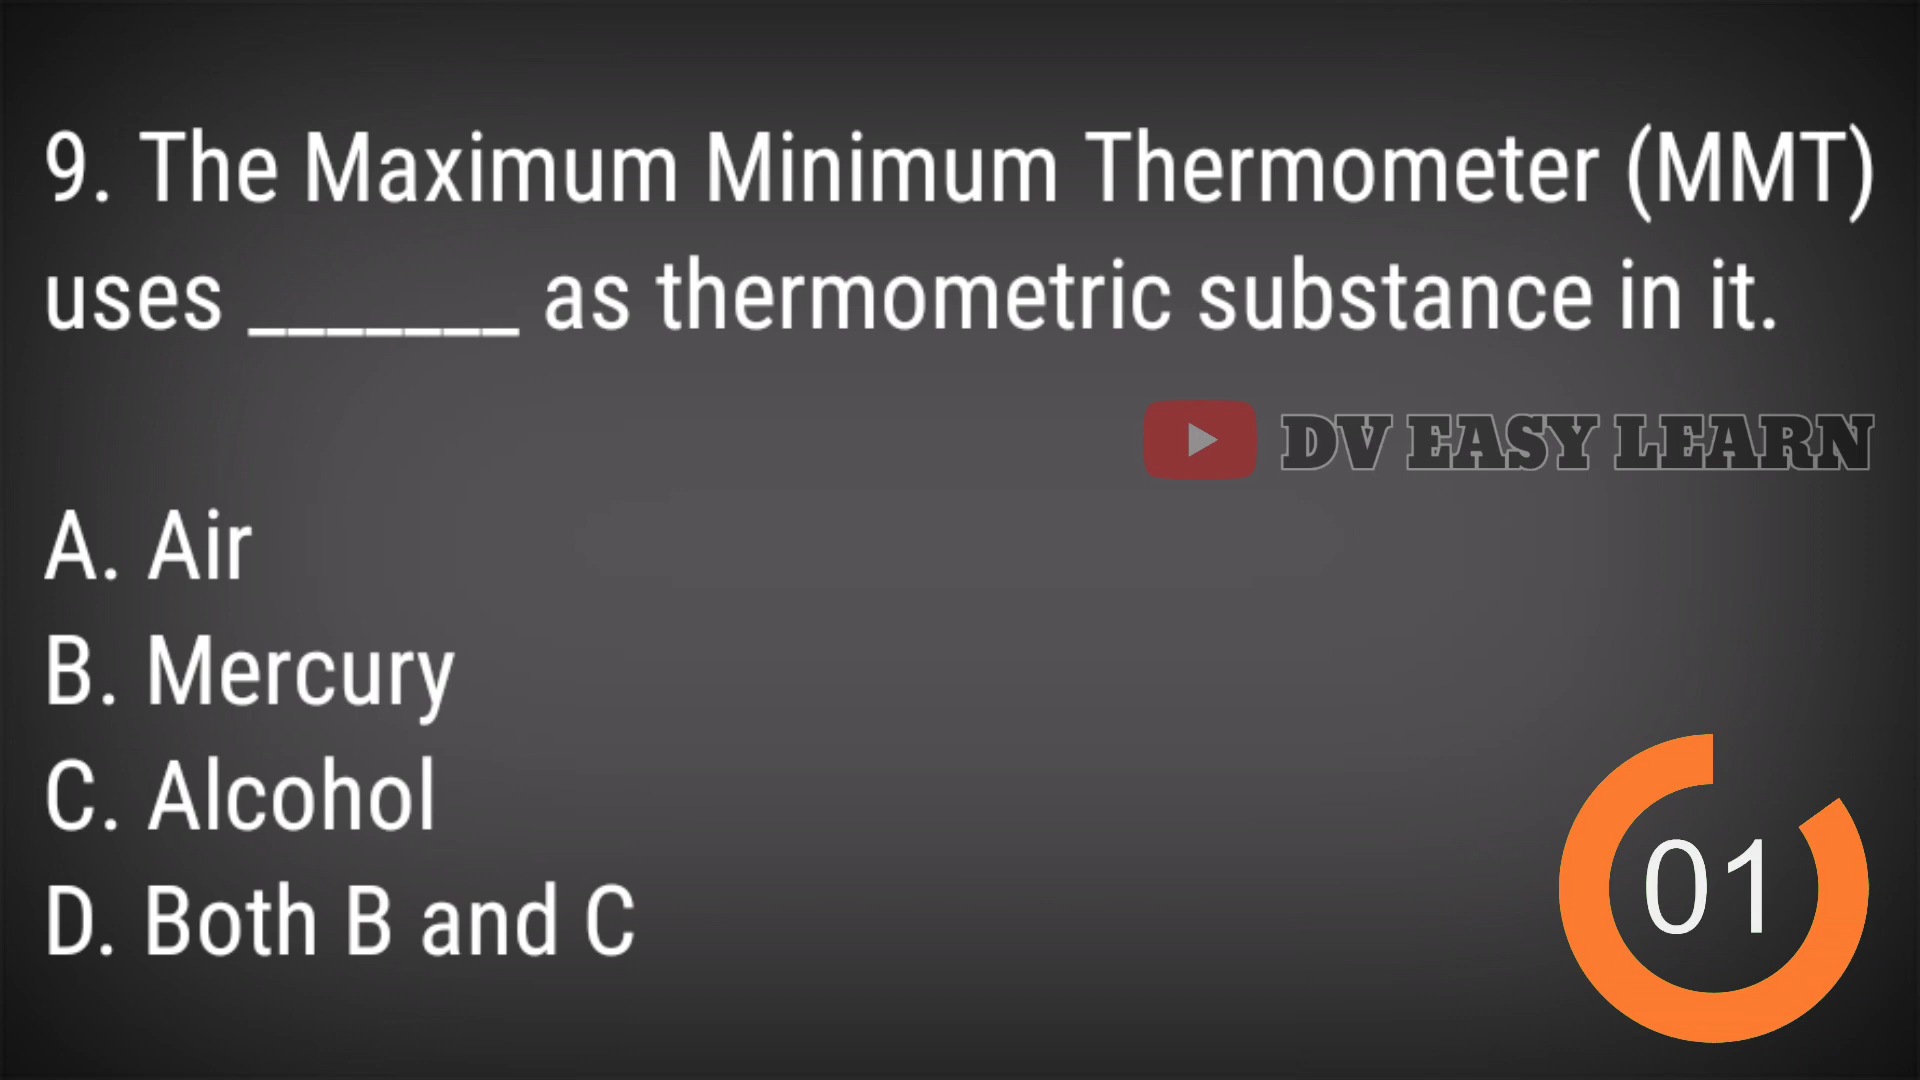 9. The Maximum Minimum Thermometer (MMT)
uses _______ as thermometric substance in it.
DV EASY LEARN
A. Air
B. Mercury
C. Alcohol
D. Both B and C
01